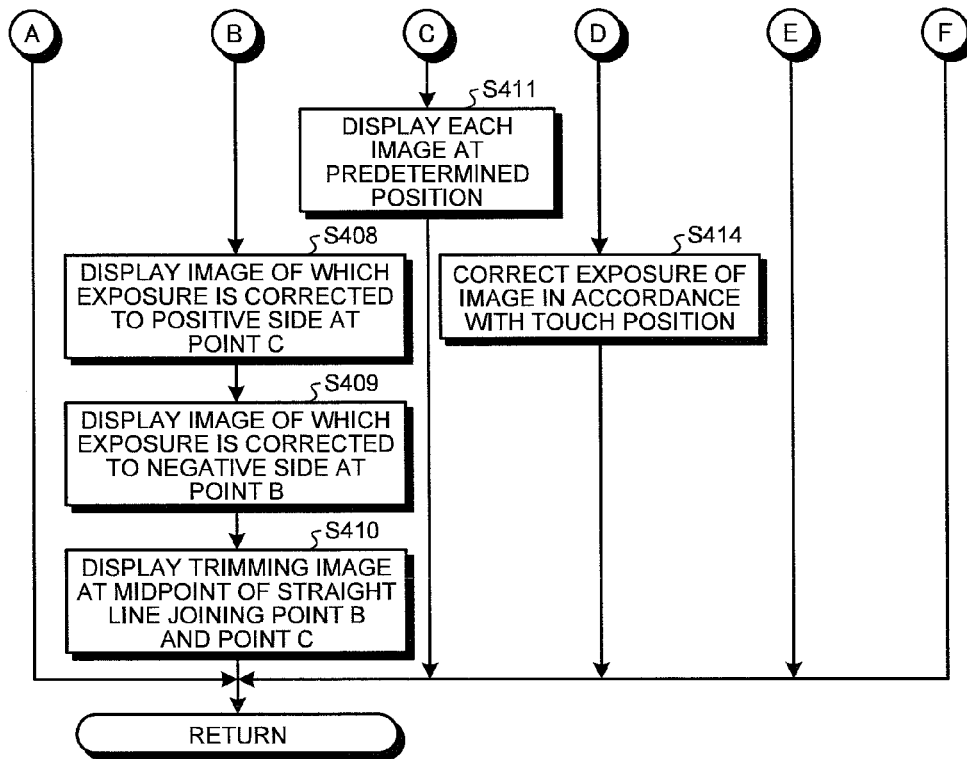 A B C D E F
S411
DISPLAY EACH
IMAGE AT
PREDETERMINED
POSITION
S408
DISPLAY IMAGE OF WHICH
EXPOSURE IS CORRECTED
TO POSITIVE SIDE AT
POINT C
S414
CORRECT EXPOSURE OF
IMAGE IN ACCORDANCE
WITH TOUCH POSITION
S409
DISPLAY IMAGE OF WHICH
EXPOSURE IS CORRECTED
TO NEGATIVE SIDE AT
POINT B
S410
DISPLAY TRIMMING IMAGE
AT MIDPOINT OF STRAIGHT
LINE JOINING POINT B
AND POINT C
RETURN